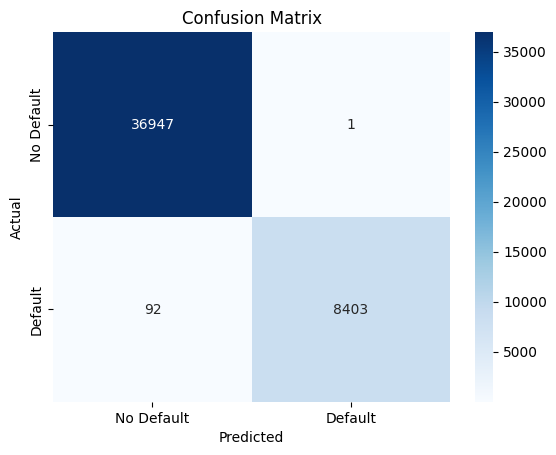 Confusion Matrix
No Default
36947
1
Actual
Default
92
8403
No Default
Default
Predicted
35000
30000
25000
20000
15000
10000
5000